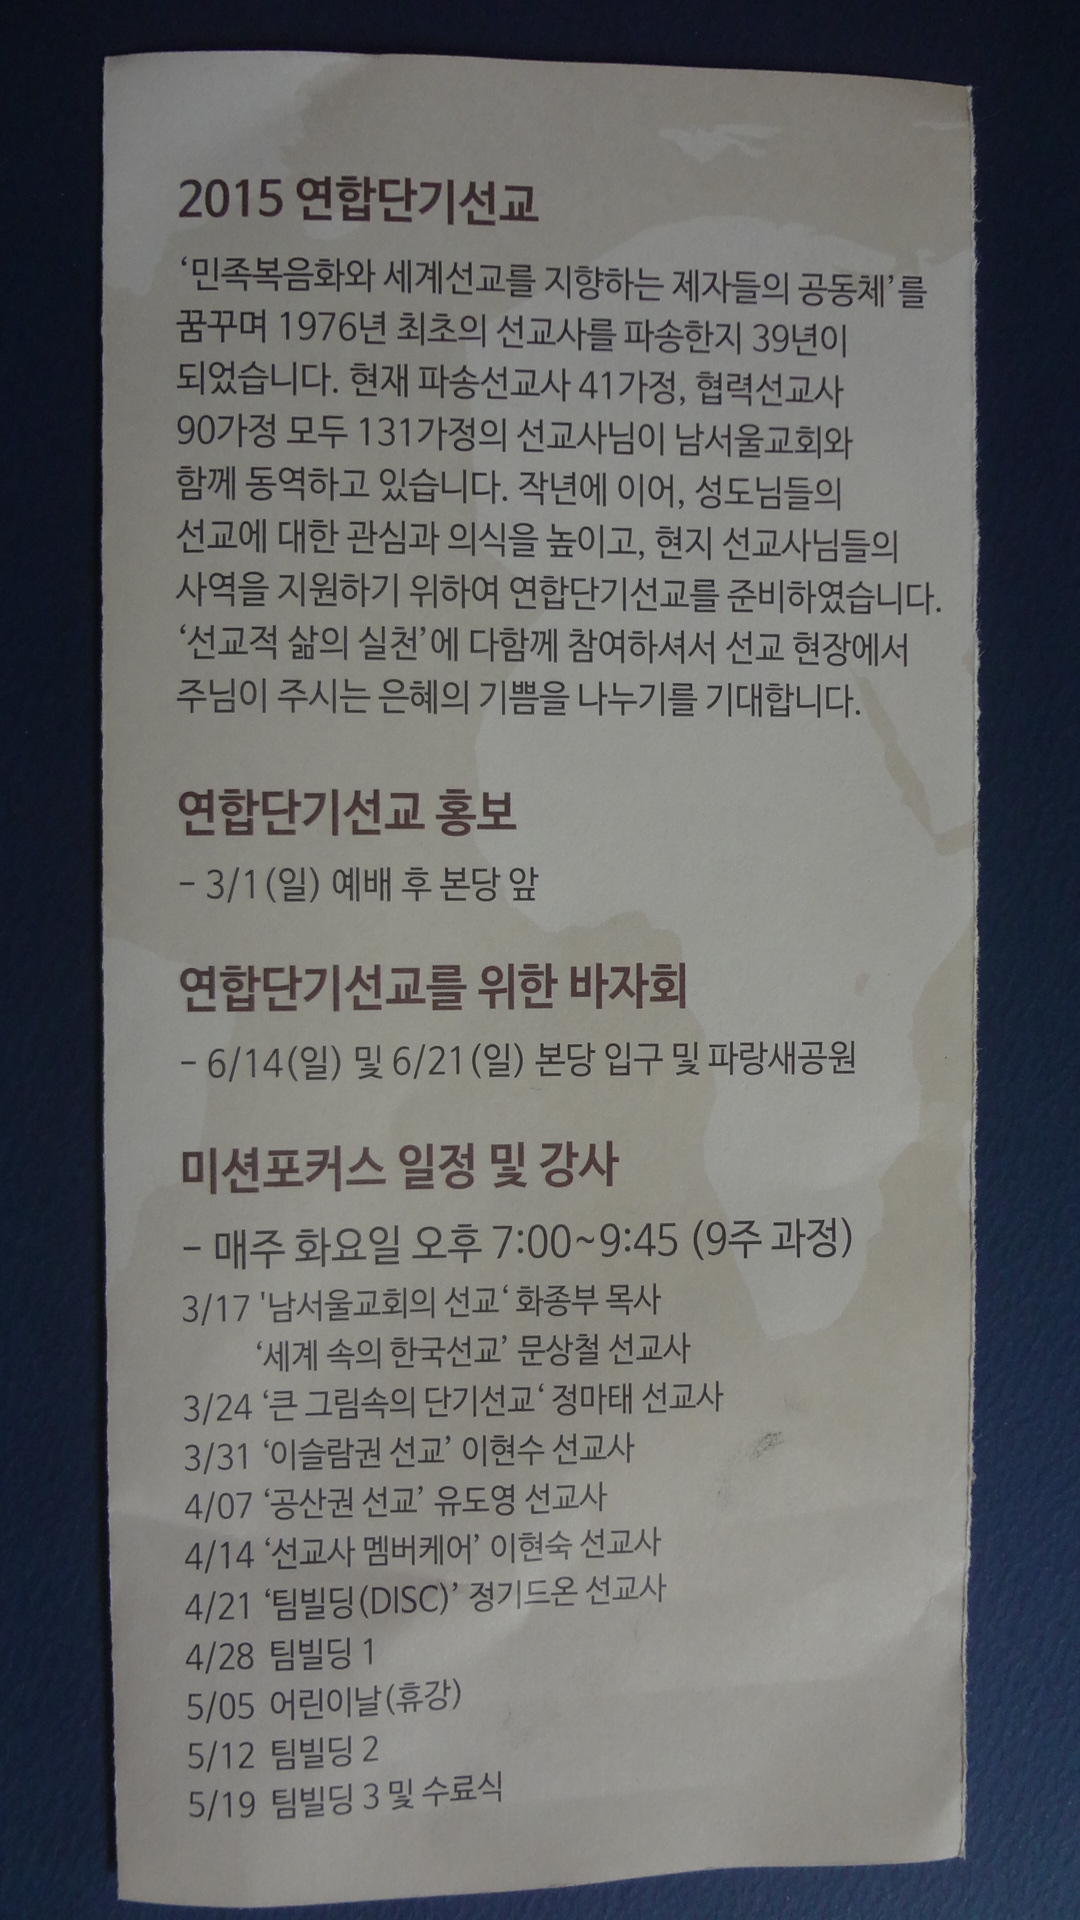 2015 연합단기선교
‘민족복음화와 세계선교를 지향하는 제자들의 공동체’를
꿈꾸며 1976년 최초의 선교사를 파송한지 39년이
되었습니다. 현재 파송선교사 41가정, 협력선교사
90가정 모두 131가정의 선교사님이 남서울교회와
함께 동역하고 있습니다. 작년에 이어, 성도님들의
선교에 대한 관심과 의식을 높이고, 현지 선교사님들의
사역을 지원하기 위하여 연합단기선교를 준비하였습니다.
‘선교적 삶의 실천’에 다함께 참여하셔서 선교 현장에서
주님이 주시는 은혜의 기쁨을 나누기를 기대합니다.
연합단기선교 홍보
– 3/1(일) 예배 후 본당 앞
연합단기선교를 위한 바자회
– 6/14(일) 및 6/21(일) 본당 입구 및 파랑새공원
미션포커스 일정 및 강사
– 매주 화요일 오후 7:00~9:45 (9주 과정)
3/17 '남서울교회의 선교‘ 화종부 목사
‘세계 속의 한국선교’ 문상철 선교사
3/24 ‘큰 그림속의 단기선교‘ 정마태 선교사
3/31 ‘이슬람권 선교’ 이현수 선교사
4/07 ‘공산권 선교’ 유도영 선교사
4/14 ‘선교사 멤버케어’ 이현숙 선교사
4/21 ‘팀빌딩(DISC)’ 정기드온 선교사
4/28 팀빌딩 1
5/05 어린이날(휴강)
5/12 팀빌딩 2
5/19 팀빌딩 3 및 수료식